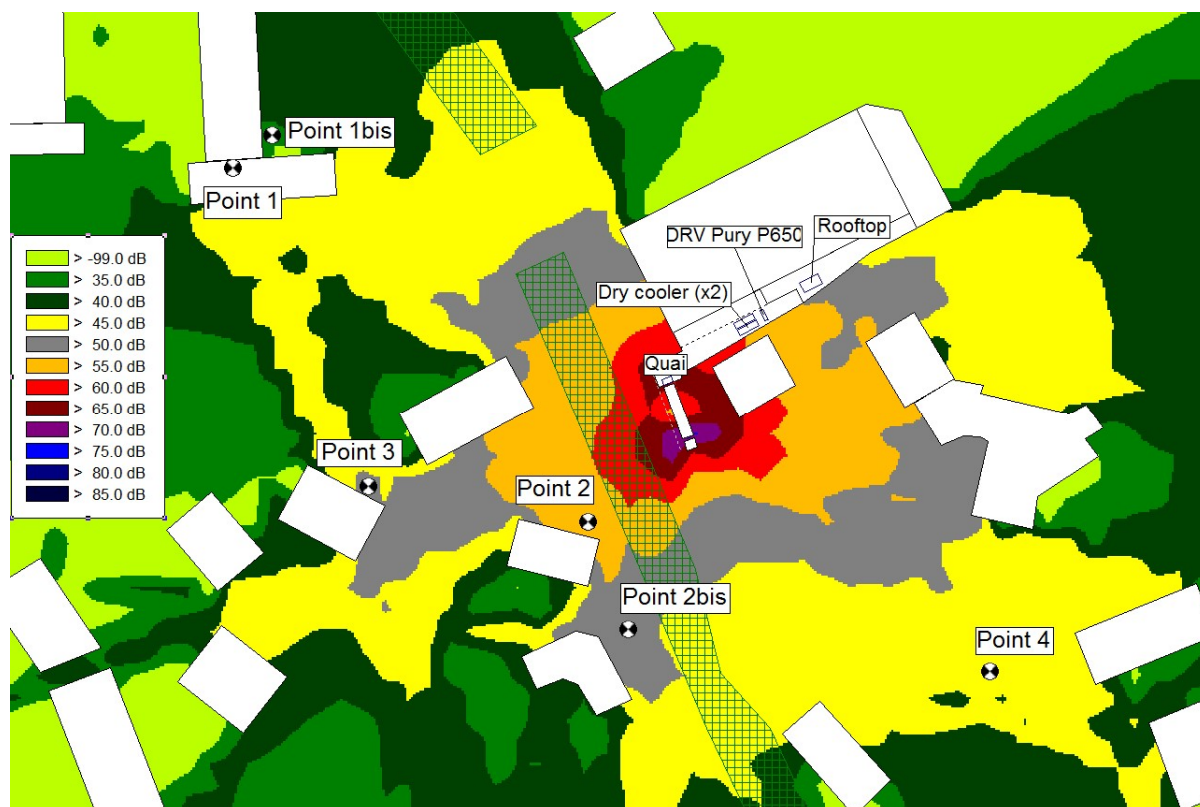 Point 1bis
Point 1
DRV Pury P650
Rooftop
Dry cooler (x2)
Quai
> -99.0 dB
> 35.0 dB
> 40.0 dB
> 45.0 dB
> 50.0 dB
> 55.0 dB
> 60.0 dB
> 65.0 dB
> 70.0 dB
> 75.0 dB
> 80.0 dB
> 85.0 dB
Point 3
Point 2
Point 2bis
Point 4